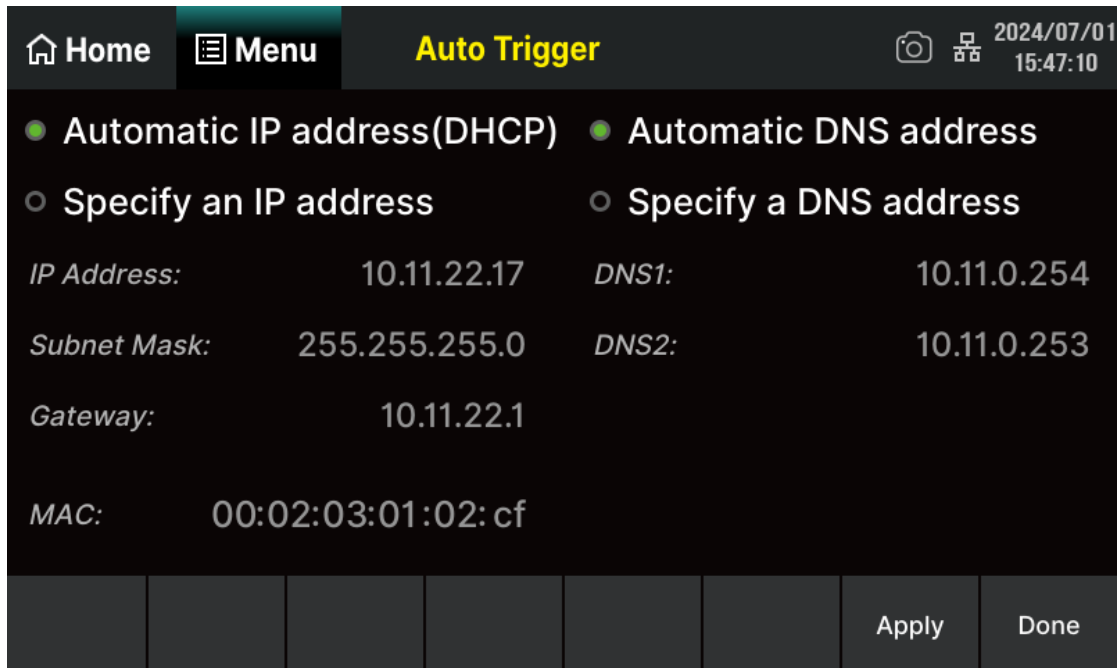 Home Menu Auto Trigger 2024/07/01
15:47:10
Automatic IP address(DHCP) Automatic DNS address
Specify an IP address Specify a DNS address
IP Address: 10.11.22.17 DNS1: 10.11.0.254
Subnet Mask: 255.255.255.0 DNS2: 10.11.0.253
Gateway: 10.11.22.1
MAC: 00:02:03:01:02:cf
Apply Done